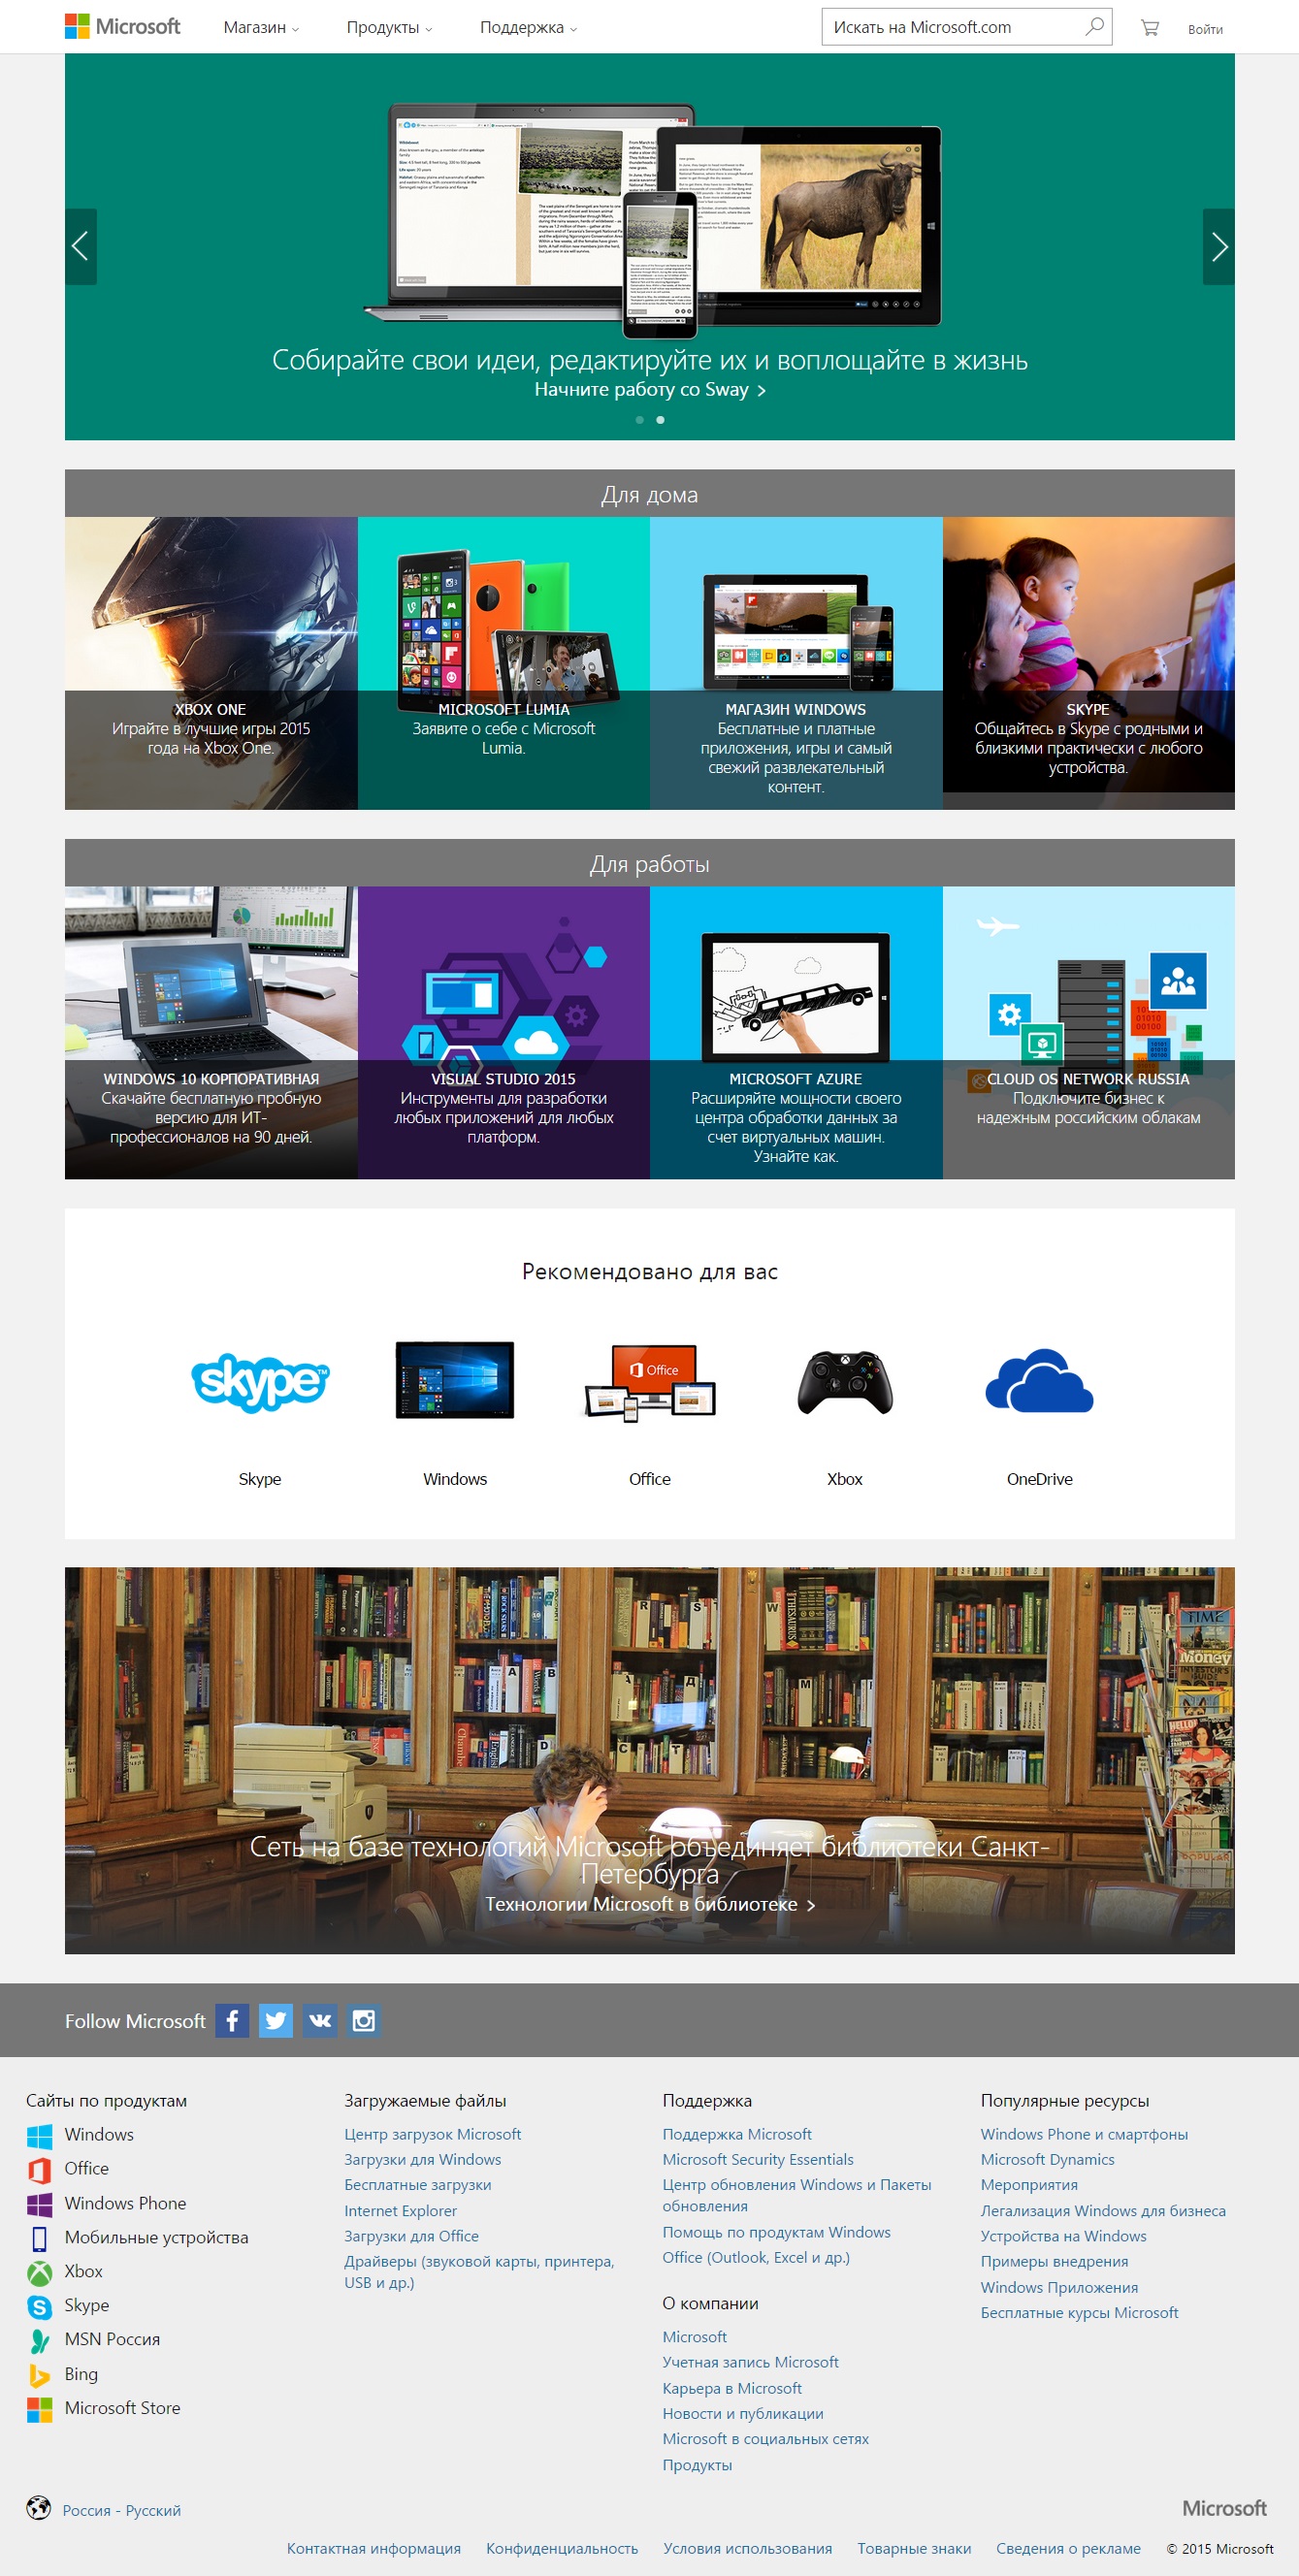 Microsoft
Магазин
Продукты
Поддержка
Искать на Microsoft.com
Войти
Собирайте свои идеи, редактируйте их и воплощайте в жизнь
Начните работу со Sway
Для дома
XBOX ONE
Играйте в лучшие игры 2015
года на Xbox One.
MICROSOFT LUMIA
Заявите о себе с Microsoft
Lumia.
МАГАЗИН WINDOWS
Бесплатные и платные
приложения, игры и самый
свежий развлекательный
контент.
SKYPE
Общайтесь в Skype с родными и
близкими практически с любого
устройства.
Для работы
WINDOWS 10 КОРПОРАТИВНАЯ
Скачайте бесплатную пробную
версию для ИТ-
профессионалов на 90 дней.
VISUAL STUDIO 2015
Инструменты для разработки
любых приложений для любых
платформ.
MICROSOFT AZURE
Расширяйте мощности своего
центра обработки данных за
счет виртуальных машин.
Узнайте как.
CLOUD OS NETWORK RUSSIA
Подключите бизнес к
надежным российским облакам
Рекомендовано для вас
skype
Office
Skype
Windows
Office
Xbox
OneDrive
TIME
Money
Сеть на базе технологий Microsoft объединяет библиотеки Санкт-
Петербурга
Технологии Microsoft в библиотеке
Follow Microsoft
Сайты по продуктам
Windows
Office
Windows Phone
Мобильные устройства
Xbox
Skype
MSN Россия
Bing
Microsoft Store
Загружаемые файлы
Центр загрузок Microsoft
Загрузки для Windows
Бесплатные загрузки
Internet Explorer
Загрузки для Office
Драйверы (звуковой карты, принтера,
USB и др.)
Поддержка
Поддержка Microsoft
Microsoft Security Essentials
Центр обновления Windows и Пакеты
обновления
Помощь по продуктам Windows
Office (Outlook, Excel и др.)
О компании
Microsoft
Учетная запись Microsoft
Карьера в Microsoft
Новости и публикации
Microsoft в социальных сетях
Продукты
Популярные ресурсы
Windows Phone и смартфоны
Microsoft Dynamics
Мероприятия
Легализация Windows для бизнеса
Устройства на Windows
Примеры внедрения
Windows Приложения
Бесплатные курсы Microsoft
Россия - Русский
Microsoft
Контактная информация
Конфиденциальность
Условия использования
Товарные знаки
Сведения о рекламе
© 2015 Microsoft